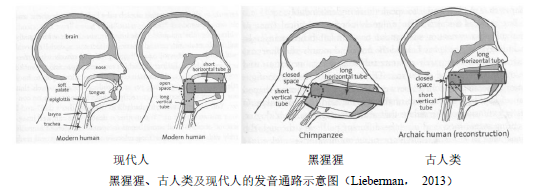 brain
nose
soft palate
tongue
epiglottis
larynx
trachea
Modern human
short horizontal tube
open space
long vertical tube
Modern human
closed space
long horizontal tube
short vertical tube
Chimpanzee
closed space
long horizontal tube
short vertical tube
Archaic human (reconstruction)
现代人 黑猩猩 古人类
黑猩猩、古人类及现代人的发音通路示意图（Lieberman， 2013）